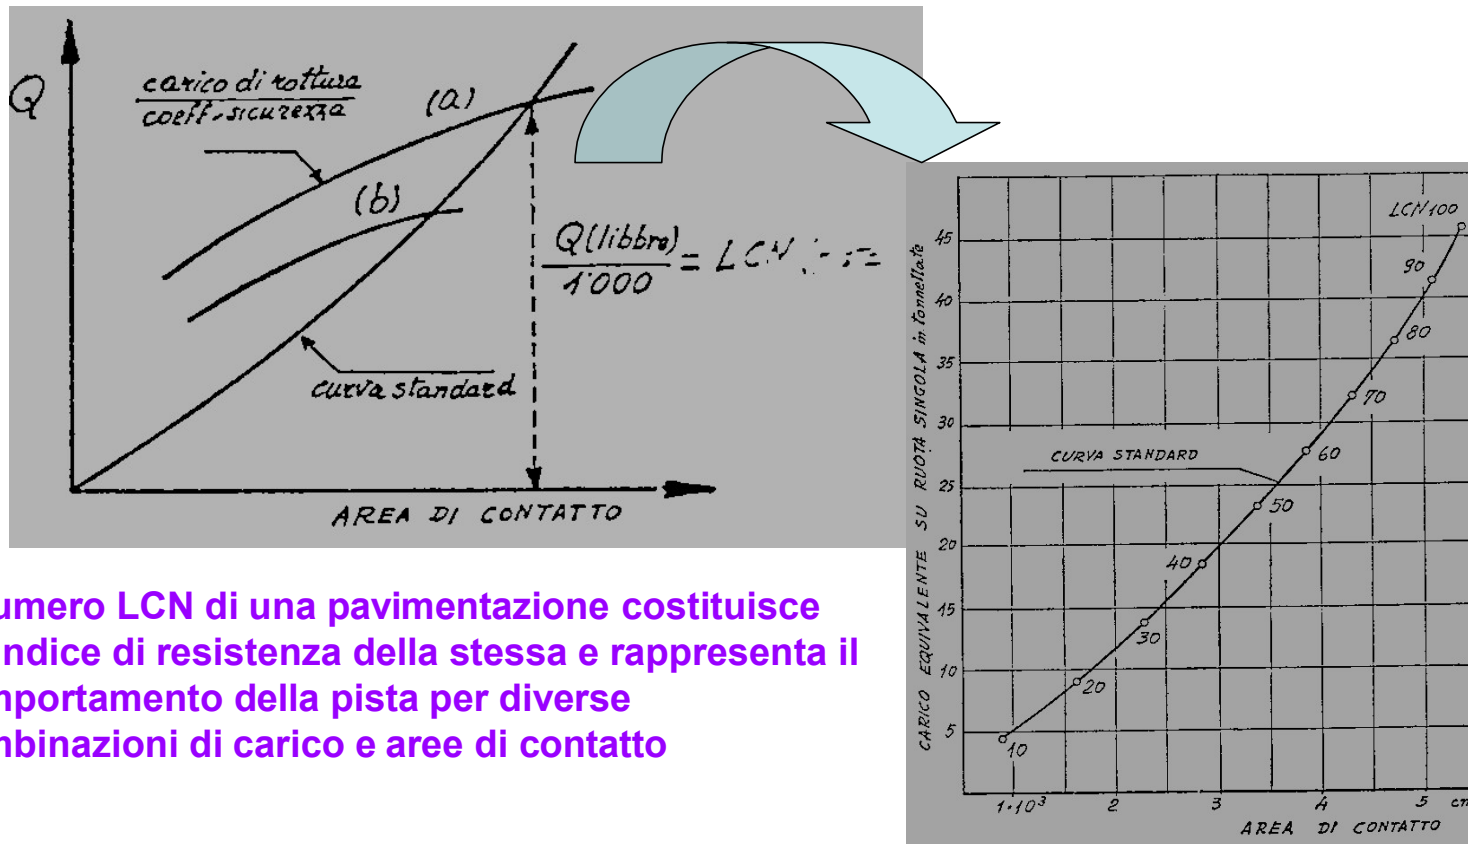 Q
carico di rottura
coeff. sicurezza
(a)
(b)
Q(libbre)
1'000
= LCN
curva standard
AREA DI CONTATTO
umero LCN di una pavimentazione costituisce
ndice di resistenza della stessa e rappresenta il
mportamento della pista per diverse
mbinazioni di carico e aree di contatto
CARICO EQUIVALENTE SU RUOTA SINGOLA in tonnellate
LCN 100
45
90
40
80
35
70
30
CURVA STANDARD
60
25
50
20
40
15
30
10
20
5
10
1·10³ 2 3 4 5 cm
AREA DI CONTATTO